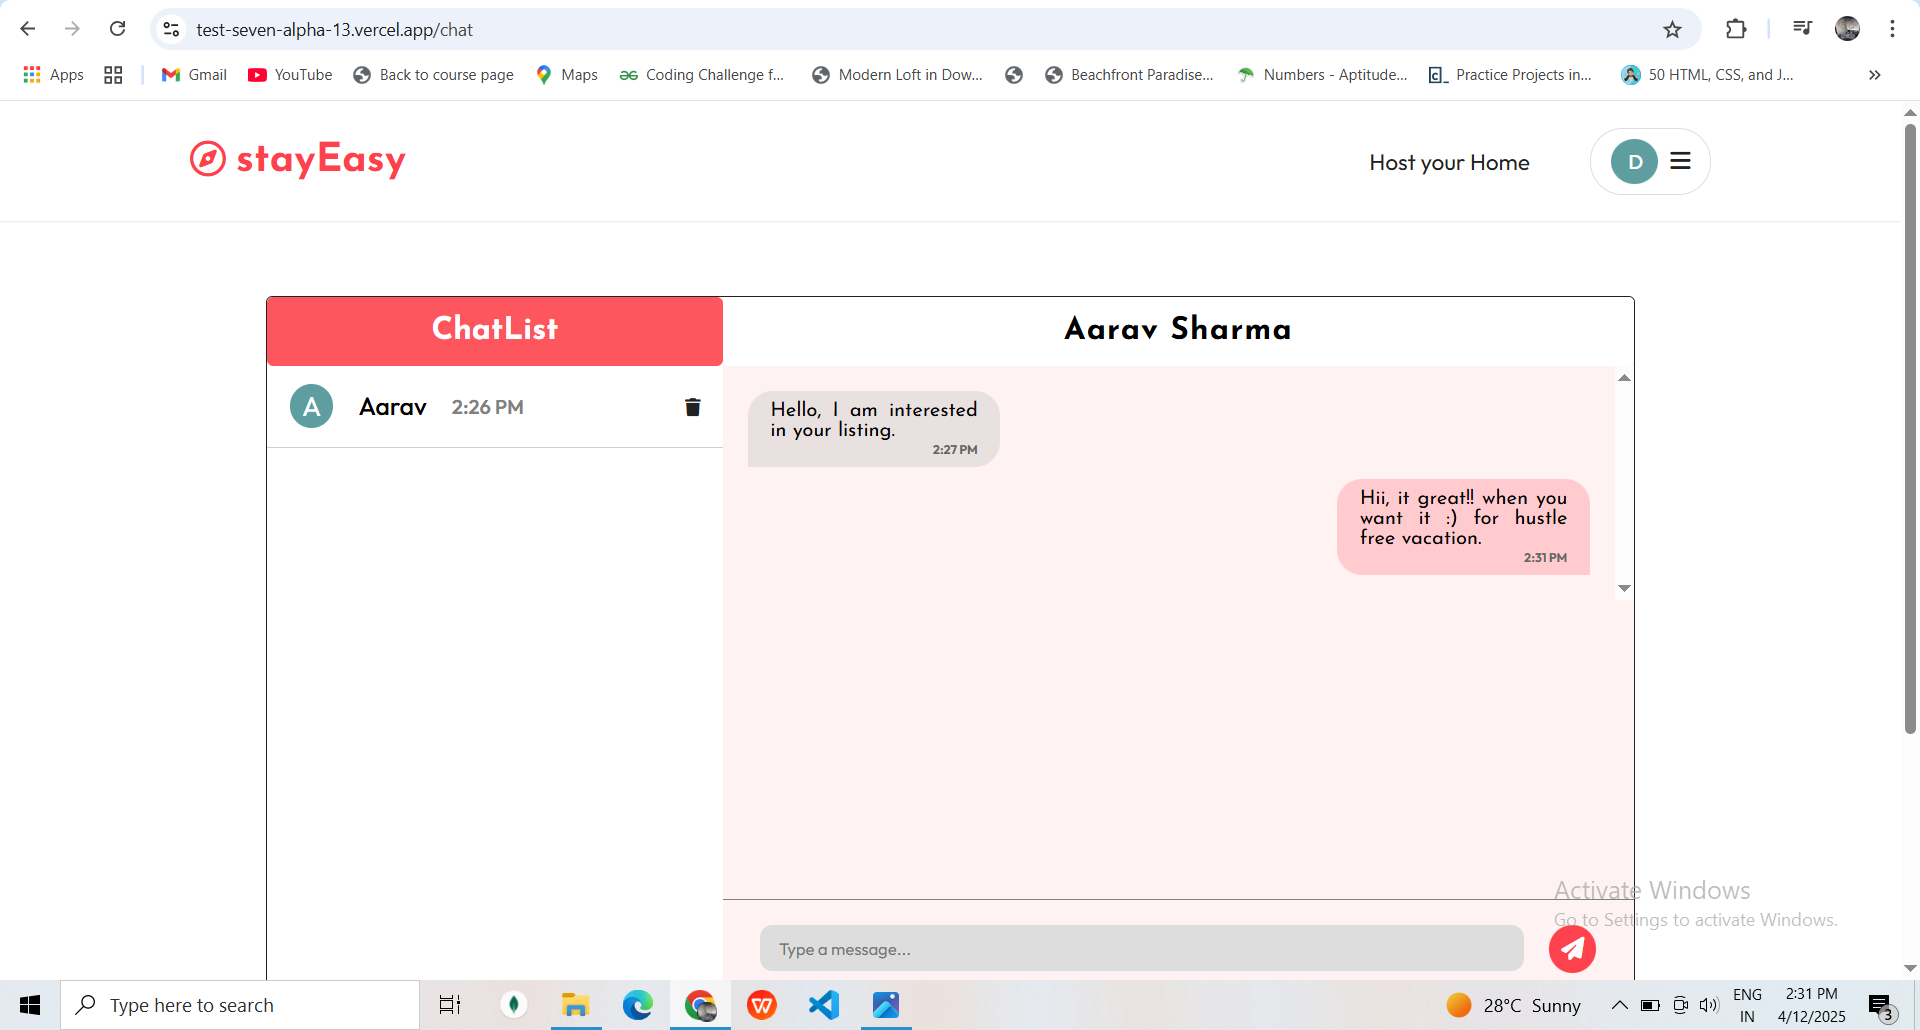 test-seven-alpha-13.vercel.app/chat
Apps
Gmail
YouTube
Back to course page
Maps
Coding Challenge f...
Modern Loft in Dow...
Beachfront Paradise...
Numbers - Aptitude...
Practice Projects in...
50 HTML, CSS, and J...
stayEasy
Host your Home
D
ChatList
Aarav Sharma
A
Aarav 2:26 PM
Hello, I am interested
in your listing.
2:27 PM
Hii, it great!! when you
want it :) for hustle
free vacation.
2:31 PM
Type a message...
Activate Windows
Go to Settings to activate Windows.
Type here to search
28°C Sunny
ENG
IN
2:31 PM
4/12/2025
3